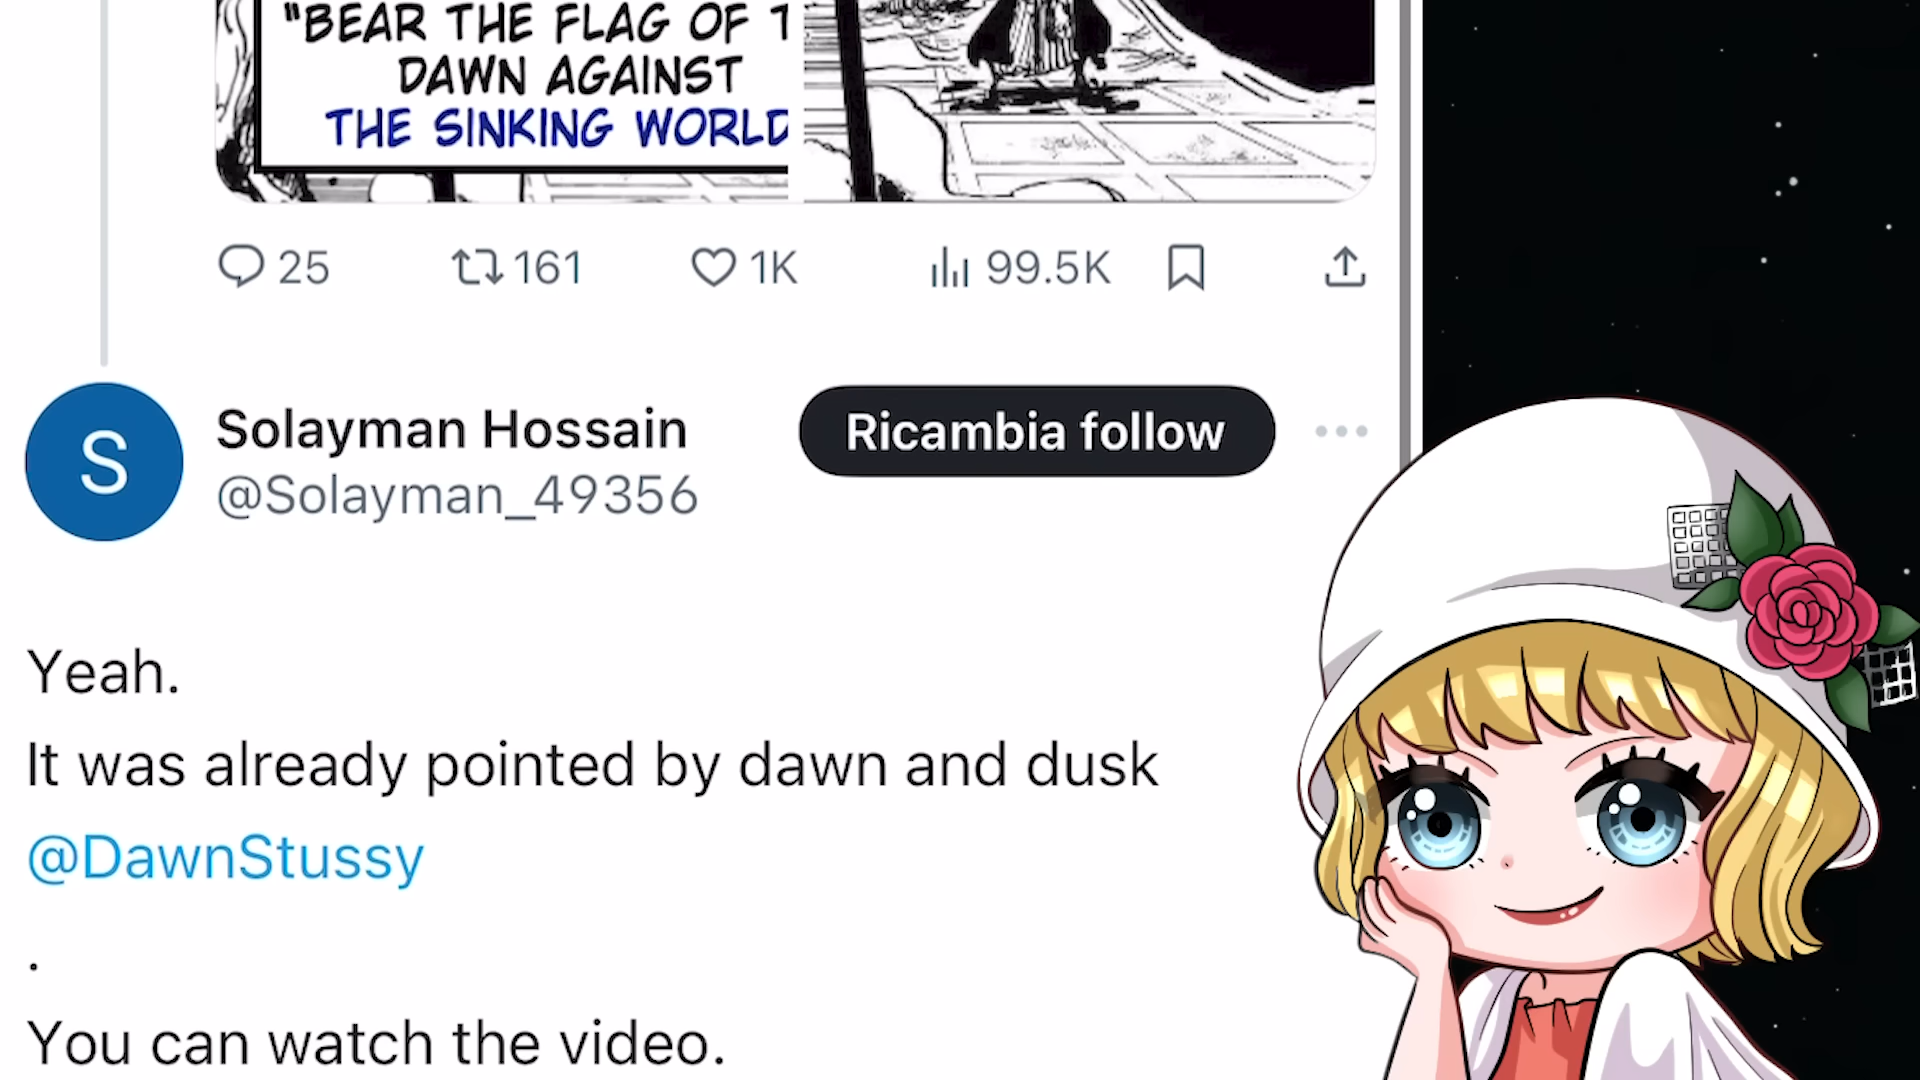 "BEAR THE FLAG OF T
DAWN AGAINST
THE SINKING WORLD
25 161 1K 99.5K
S
Solayman Hossain
Ricambia follow
@Solayman_49356
Yeah.
It was already pointed by dawn and dusk
@DawnStussy
.
You can watch the video.